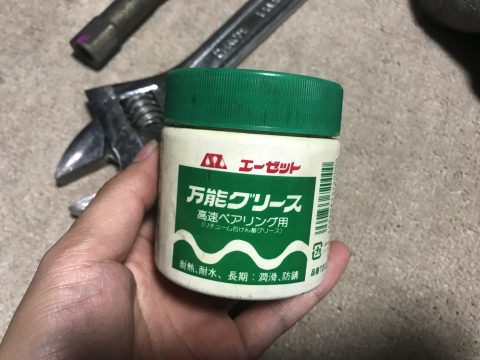 エーゼット
万能グリース
高速ベアリング用
(リチューム石けん基グリース)
耐熱、耐水、長期:潤滑、防錆